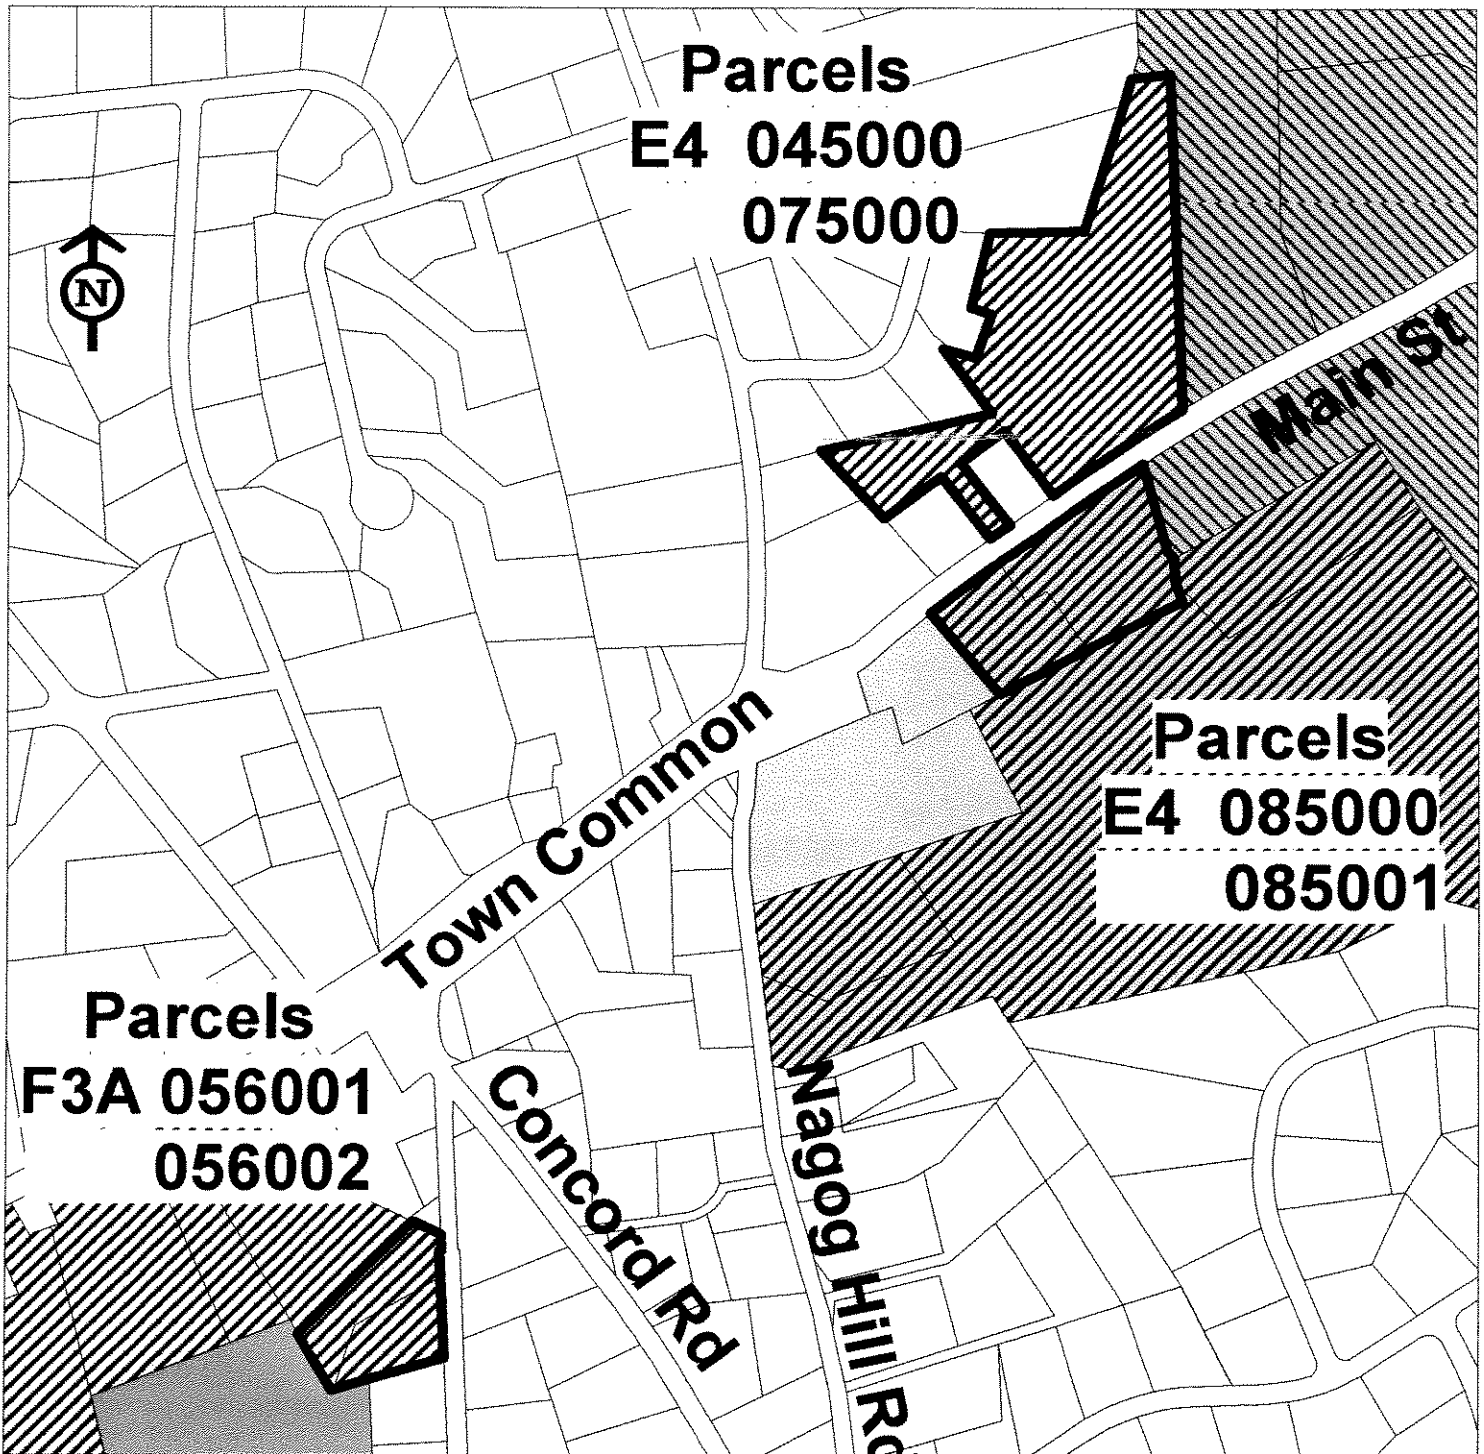 Parcels
E4 045000
075000
N
Main St
Parcels
E4 085000
085001
Town Common
Parcels
F3A 056001
056002
Concord Rd
Nagog Hill Rd